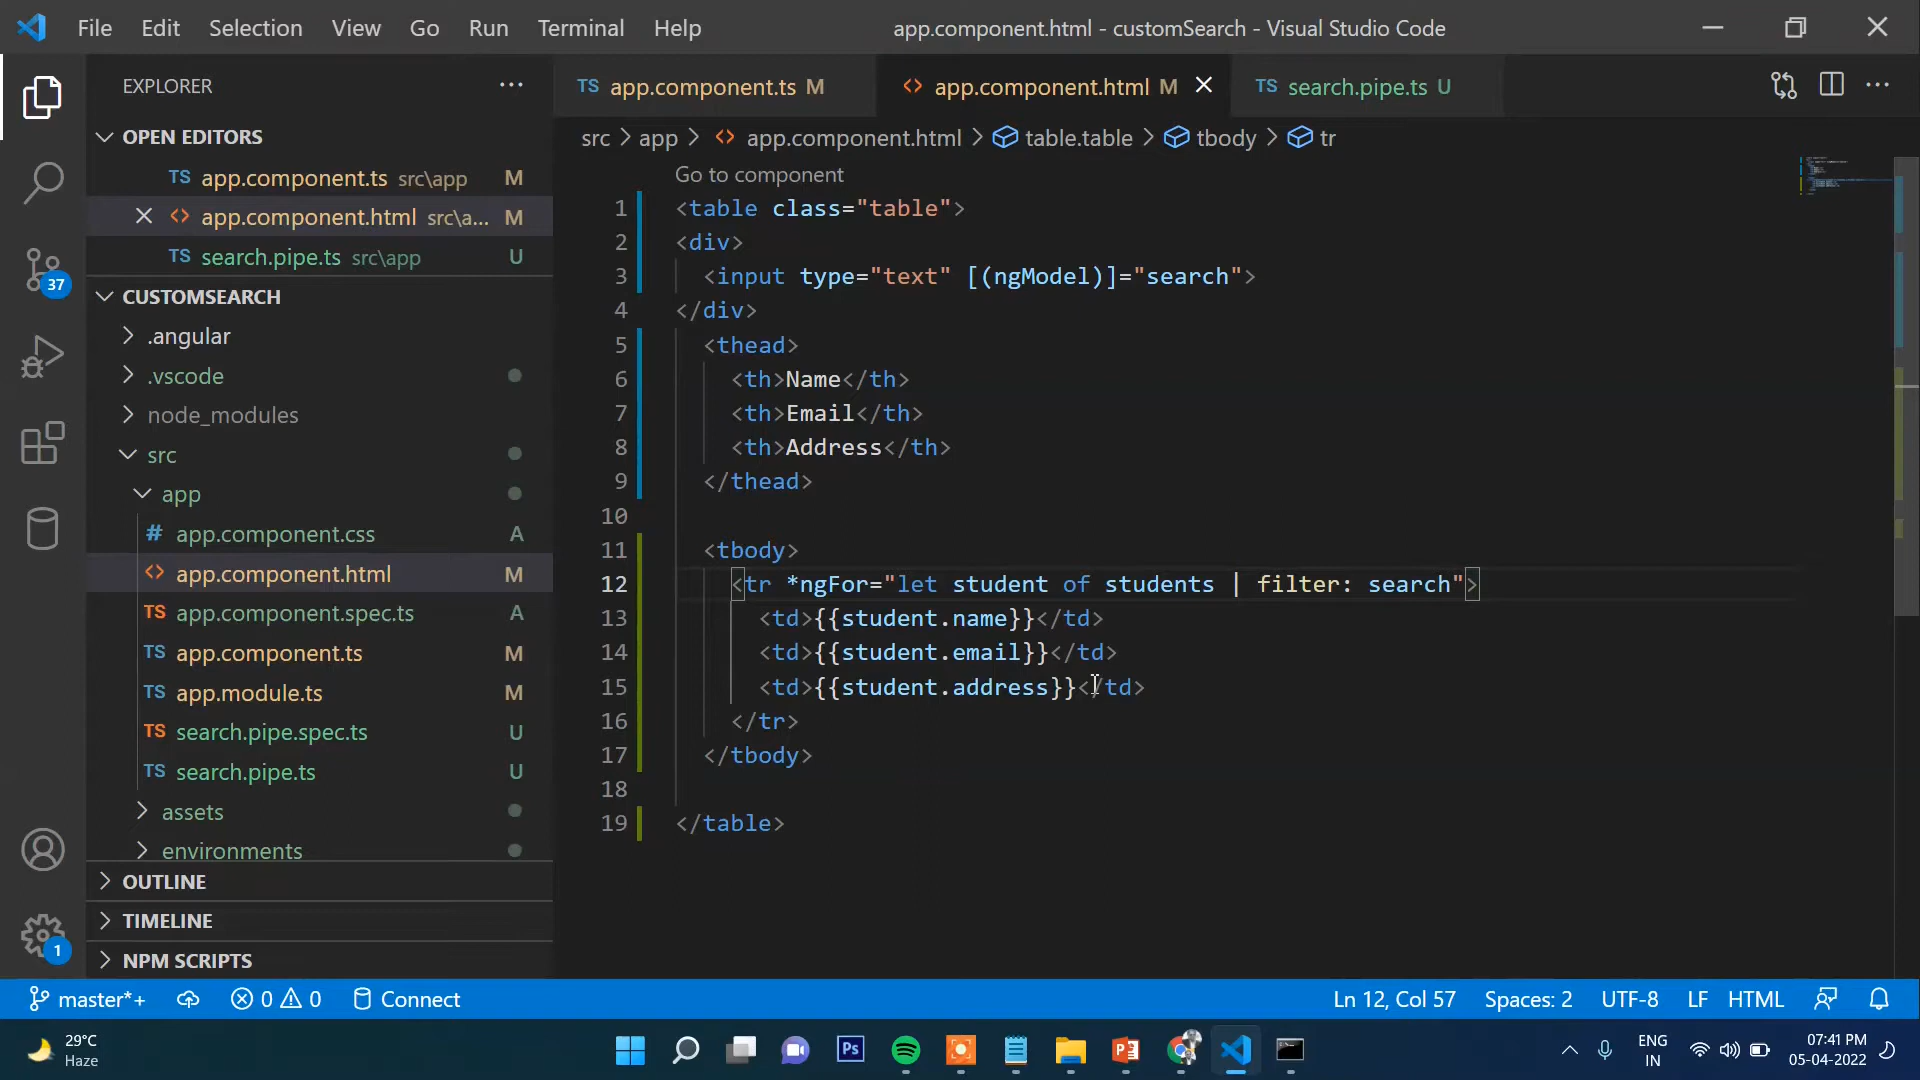 File Edit Selection View Go Run Terminal Help
app.component.html - customSearch - Visual Studio Code
EXPLORER
OPEN EDITORS
TS app.component.ts src\app M
app.component.html src\a... M
TS search.pipe.ts src\app U
CUSTOMSEARCH
.angular
.vscode
node_modules
src
app
# app.component.css A
<> app.component.html M
TS app.component.spec.ts A
TS app.component.ts M
TS app.module.ts M
TS search.pipe.spec.ts U
TS search.pipe.ts U
assets
environments
OUTLINE
TIMELINE
NPM SCRIPTS
37
1
TS app.component.ts M
<> app.component.html M
TS search.pipe.ts U
src > app > <> app.component.html > table.table > tbody > tr
Go to component
1 <table class="table">
2 <div>
3 <input type="text" [(ngModel)]="search">
4 </div>
5 <thead>
6 <th>Name</th>
7 <th>Email</th>
8 <th>Address</th>
9 </thead>
10
11 <tbody>
12 <tr *ngFor="let student of students | filter: search">
13 <td>{{student.name}}</td>
14 <td>{{student.email}}</td>
15 <td>{{student.address}}</td>
16 </tr>
17 </tbody>
18
19 </table>
master*+ 0 0 Connect
Ln 12, Col 57 Spaces: 2 UTF-8 LF HTML
29°C
Haze
Ps
P
ENG
IN
07:41 PM
05-04-2022